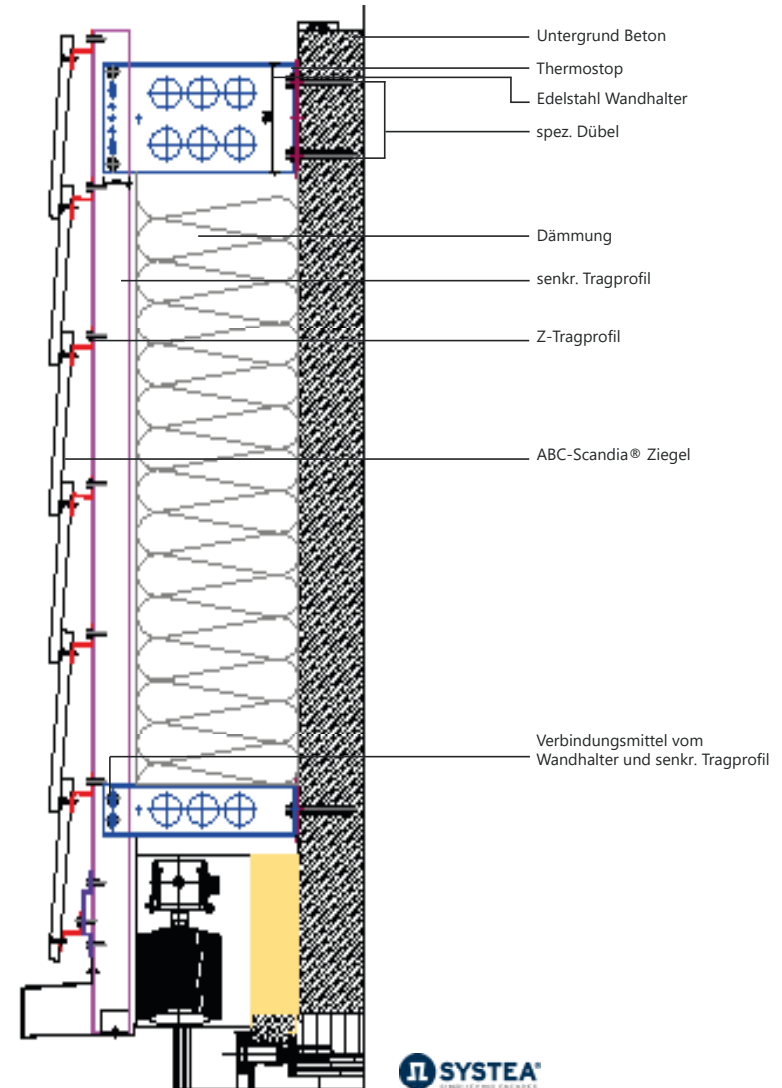 Untergrund Beton
Thermostop
Edelstahl Wandhalter
spez. Dübel
Dämmung
senkr. Tragprofil
Z-Tragprofil
ABC-Scandia® Ziegel
Verbindungsmittel vom
Wandhalter und senkr. Tragprofil
SYSTEA